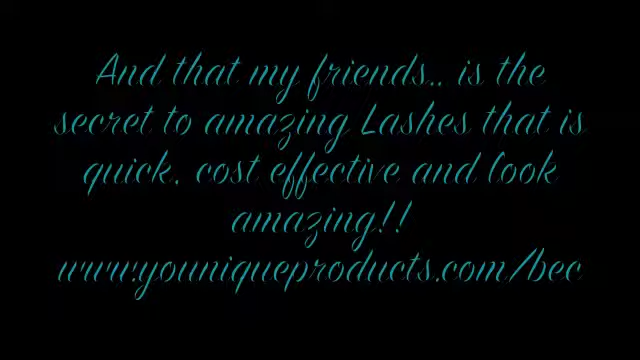 And that my friends.. is the
secret to amazing Lashes that is
quick, cost effective and look
amazing!!
www.youniqueproducts.com/bec